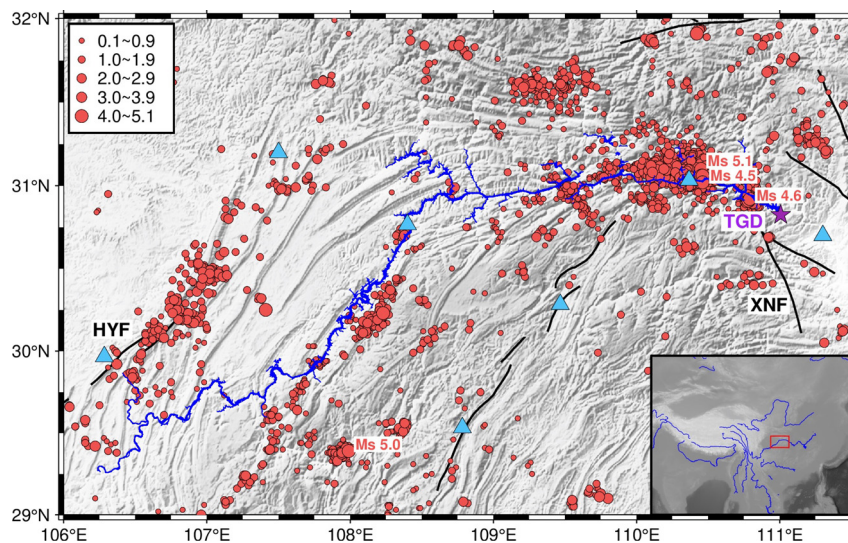 32°N
0.1~0.9
1.0~1.9
2.0~2.9
3.0~3.9
4.0~5.1
31°N
Ms 5.1
Ms 4.5
Ms 4.6
TGD
XNF
HYF
30°N
Ms 5.0
29°N
106°E
107°E
108°E
109°E
110°E
111°E